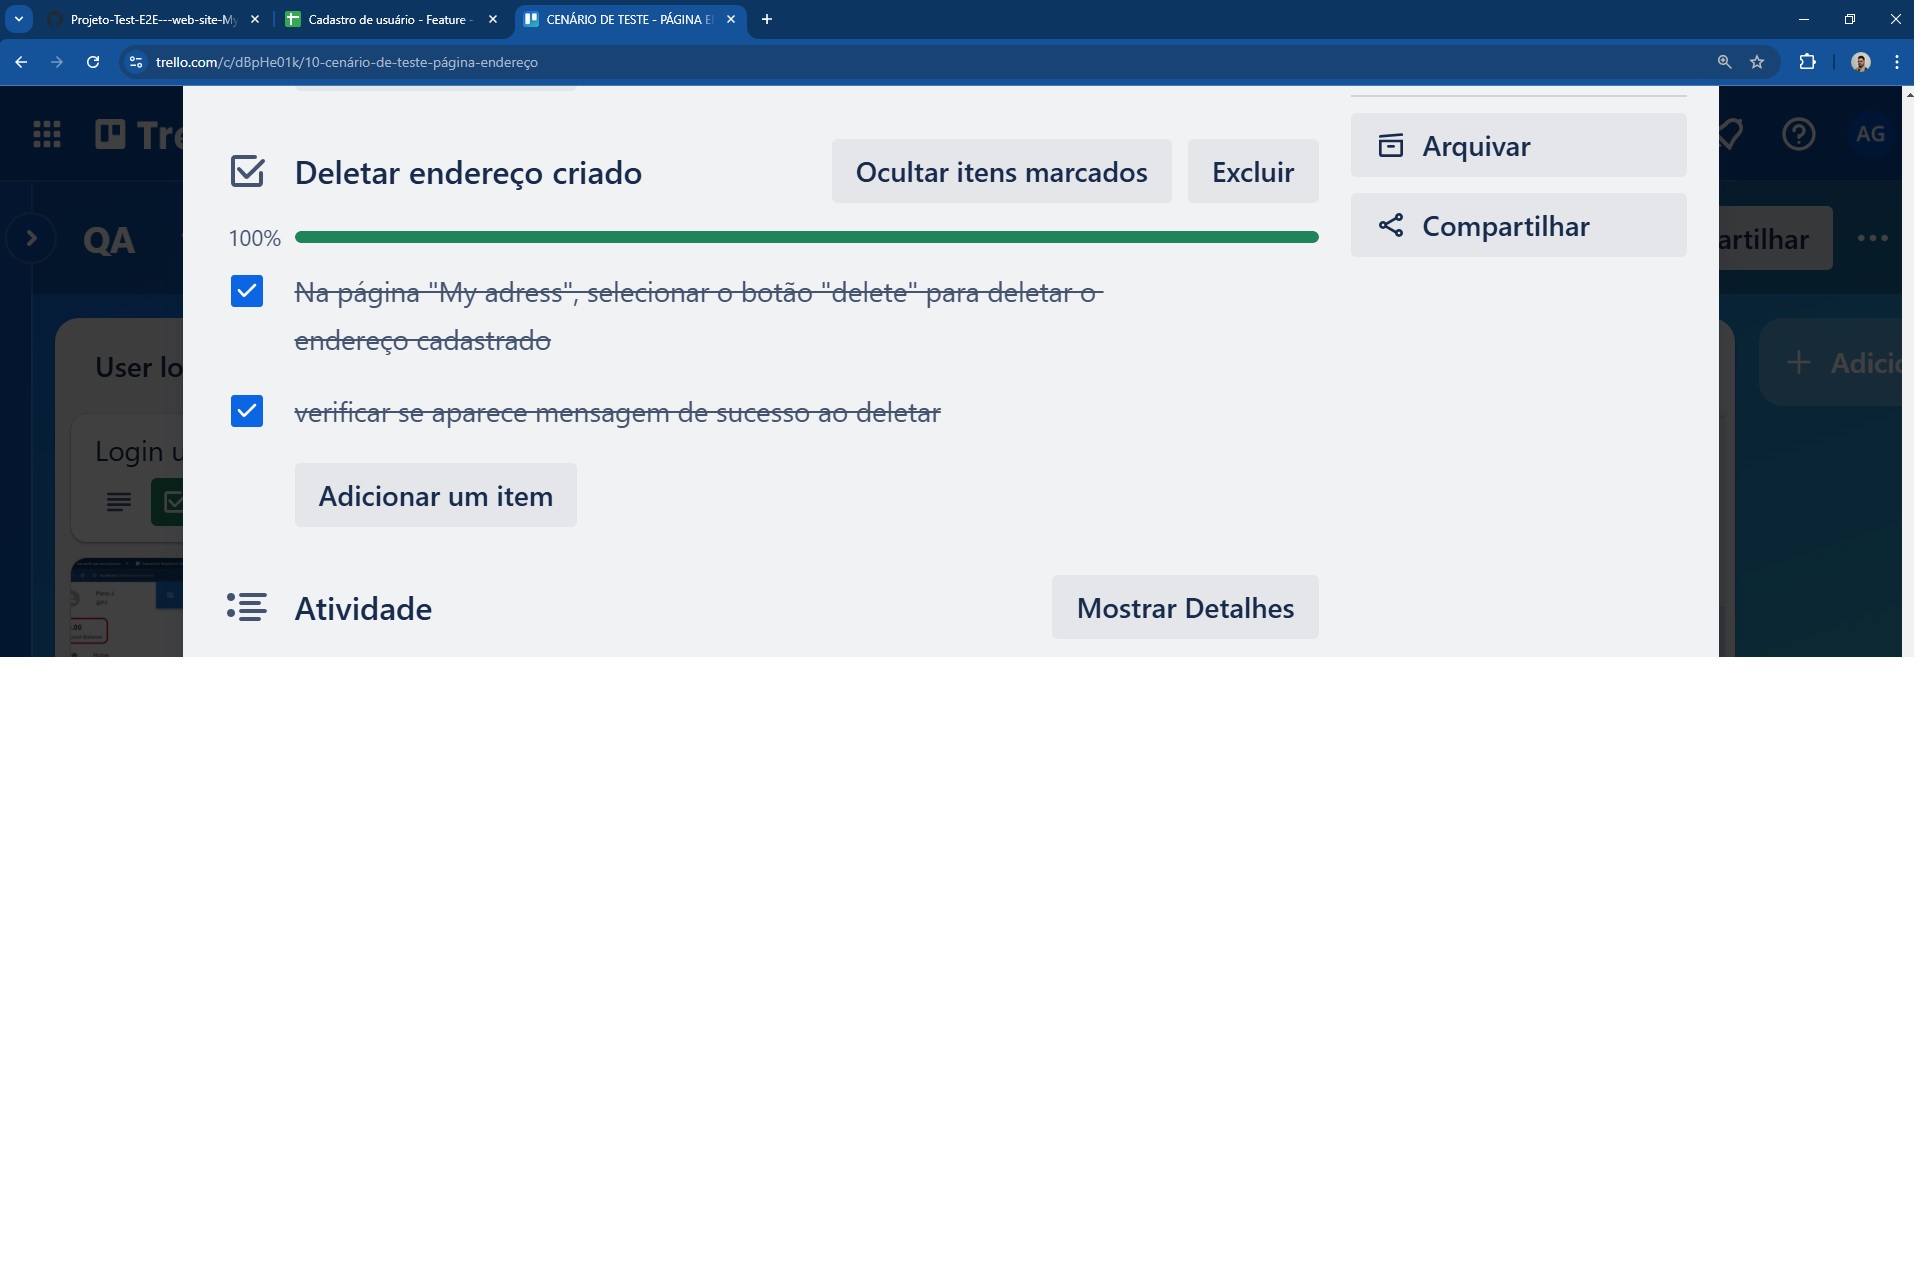 Projeto-Test-E2E---web-site-My
Cadastro de usuário - Feature -
CENÁRIO DE TESTE - PÁGINA E
trello.com/c/dBpHe01k/10-cenário-de-teste-página-endereço
Tre
AG
QA
artilhar
User lo
Login u
Adicio
Deletar endereço criado
Ocultar itens marcados
Excluir
100%
Na página "My adress", selecionar o botão "delete" para deletar o
endereço cadastrado
verificar se aparece mensagem de sucesso ao deletar
Adicionar um item
Atividade
Mostrar Detalhes
Arquivar
Compartilhar